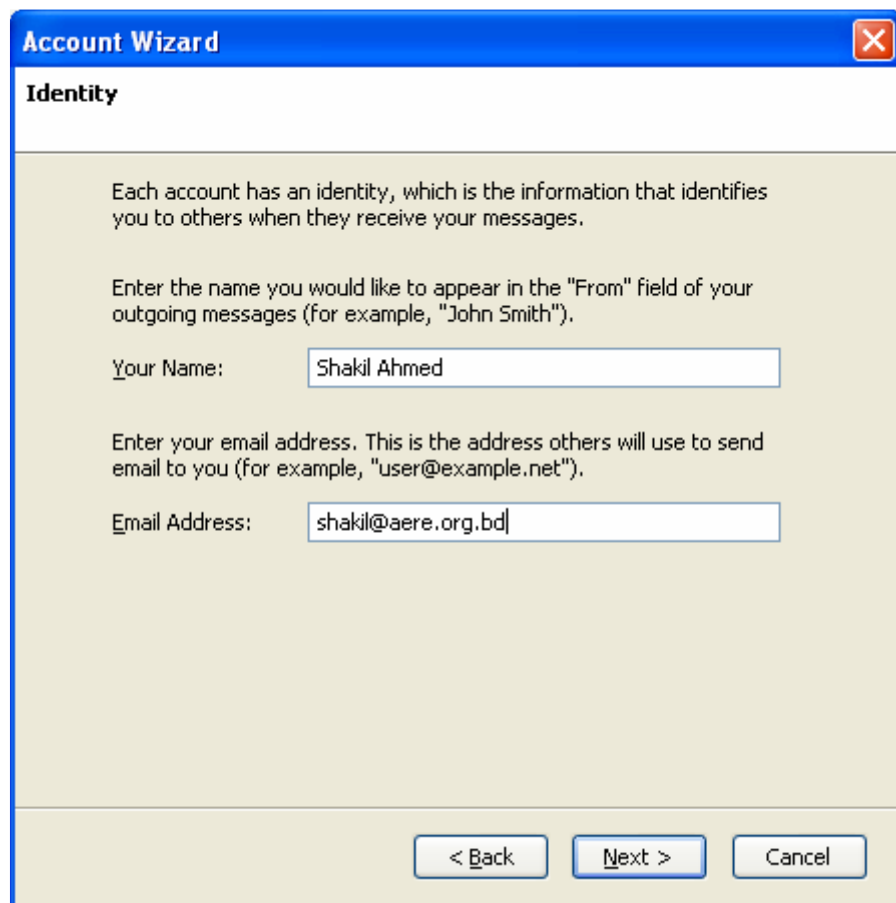 Account Wizard
Identity
Each account has an identity, which is the information that identifies
you to others when they receive your messages.
Enter the name you would like to appear in the "From" field of your
outgoing messages (for example, "John Smith").
Your Name: Shakil Ahmed
Enter your email address. This is the address others will use to send
email to you (for example, "user@example.net").
Email Address: shakil@aere.org.bd
< Back Next > Cancel